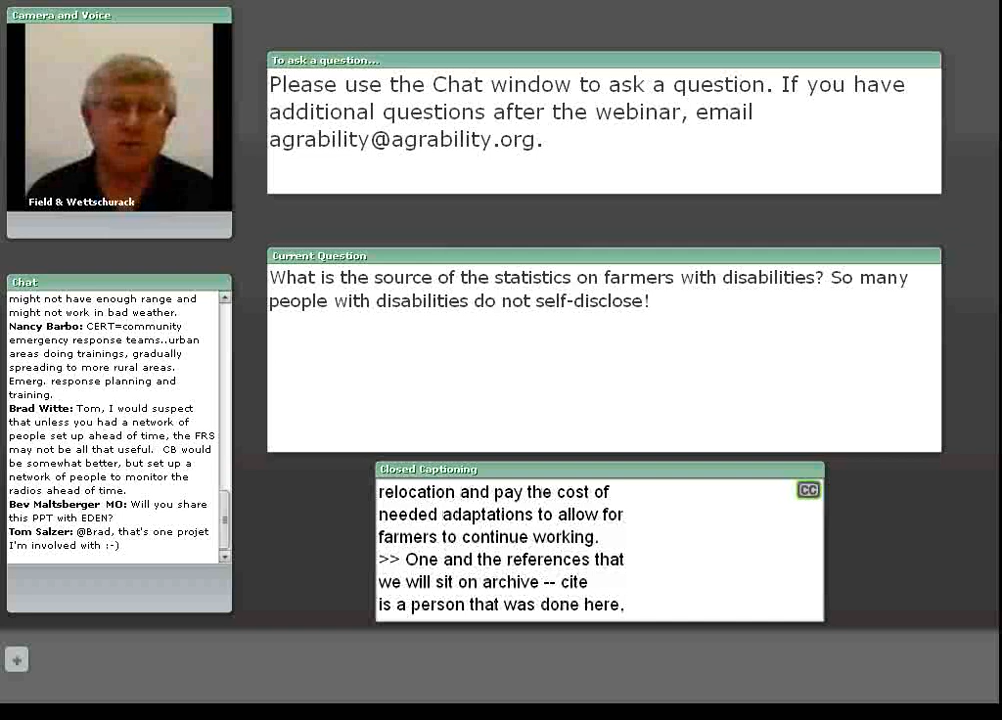 Camera and Voice
Field & Wettschurack
To ask a question...
Please use the Chat window to ask a question. If you have
additional questions after the webinar, email
agrability@agrability.org.
Current Question
What is the source of the statistics on farmers with disabilities? So many
people with disabilities do not self-disclose!
Chat
might not have enough range and
might not work in bad weather.
Nancy Barbo: CERT=community
emergency response teams..urban
areas doing trainings, gradually
spreading to more rural areas.
Emerg. response planning and
training.
Brad Witte: Tom, I would suspect
that unless you had a network of
people set up ahead of time, the FRS
may not be all that useful.  CB would
be somewhat better, but set up a
network of people to monitor the
radios ahead of time.
Bev Maltsberger MO: Will you share
this PPT with EDEN?
Tom Salzer: @Brad, that's one projet
I'm involved with :-)
Closed Captioning
CC
relocation and pay the cost of
needed adaptations to allow for
farmers to continue working.
>> One and the references that
we will sit on archive -- cite
is a person that was done here.